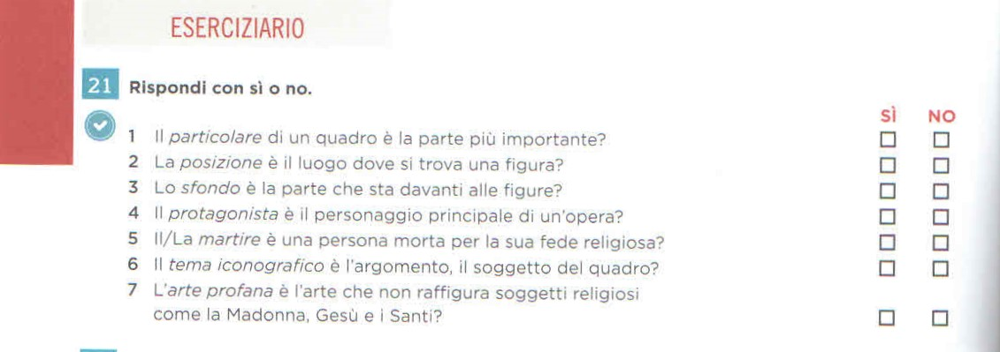 ESERCIZIARIO
21 Rispondi con sì o no.
SÌ NO
1 Il particolare di un quadro è la parte più importante?
2 La posizione è il luogo dove si trova una figura?
3 Lo sfondo è la parte che sta davanti alle figure?
4 Il protagonista è il personaggio principale di un'opera?
5 Il/La martire è una persona morta per la sua fede religiosa?
6 Il tema iconografico è l'argomento, il soggetto del quadro?
7 L'arte profana è l'arte che non raffigura soggetti religiosi
come la Madonna, Gesù e i Santi?